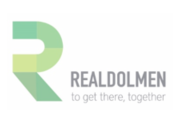 REALDOLMEN
to get there, together